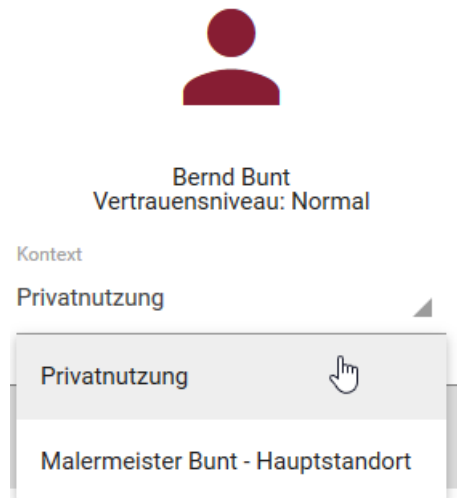 Bernd Bunt
Vertrauensniveau: Normal
Kontext
Privatnutzung
Privatnutzung
Malermeister Bunt - Hauptstandort